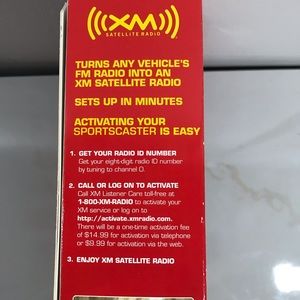 ((XM))
SATELLITE RADIO
TURNS ANY VEHICLE'S
FM RADIO INTO AN
XM SATELLITE RADIO
SETS UP IN MINUTES
ACTIVATING YOUR
SPORTSCASTER IS EASY
1. GET YOUR RADIO ID NUMBER
Get your eight-digit radio ID number
by tuning to channel 0.
2. CALL OR LOG ON TO ACTIVATE
Call XM Listener Care toll-free at
1-800-XM-RADIO to activate your
XM service or log on to
http://activate.xmradio.com.
There will be a one-time activation fee
of $14.99 for activation via telephone
or $9.99 for activation via the web.
3. ENJOY XM SATELLITE RADIO